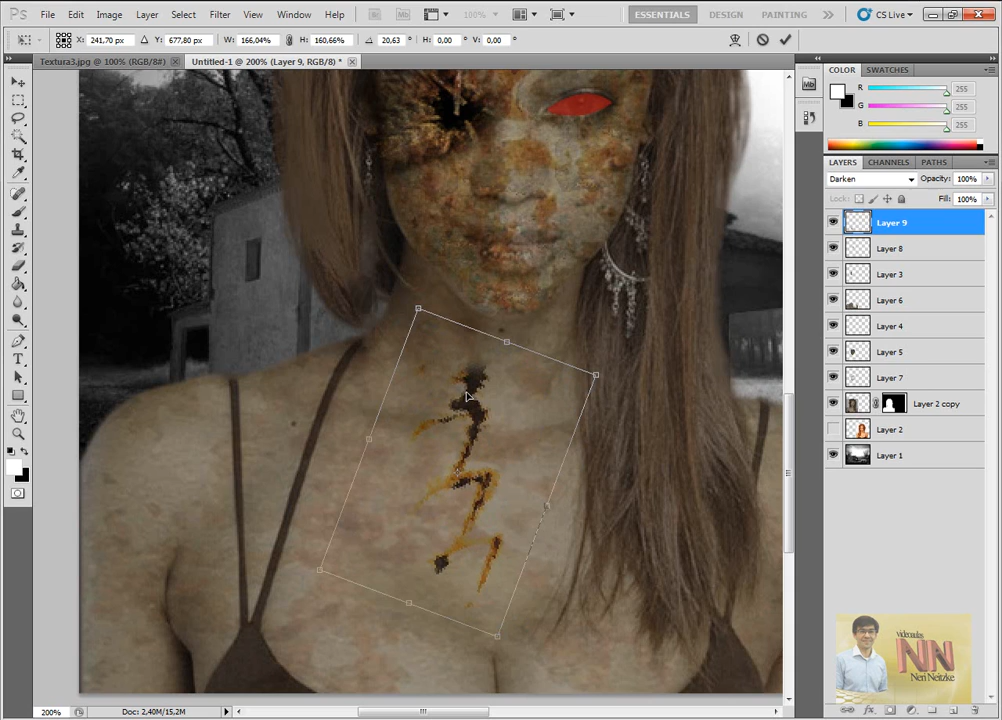 Ps File Edit Image Layer Select Filter View Window Help Mb 100% ESSENTIALS DESIGN PAINTING CS Live
X: 241,70 px Y: 677,80 px W: 166,04% H: 160,66% 20,63 ° H: 0,00 ° V: 0,00 °
Textura3.jpg @ 100% (RGB/8#) Untitled-1 @ 200% (Layer 9, RGB/8) *
COLOR SWATCHES
R 255
G 255
B 255
LAYERS CHANNELS PATHS
Darken Opacity: 100%
Lock: Fill: 100%
Layer 9
Layer 8
Layer 3
Layer 6
Layer 4
Layer 5
Layer 7
Layer 2 copy
Layer 2
Layer 1
videoaulas
NN
Neri Neitzke
200% Doc: 2,40M/15,2M